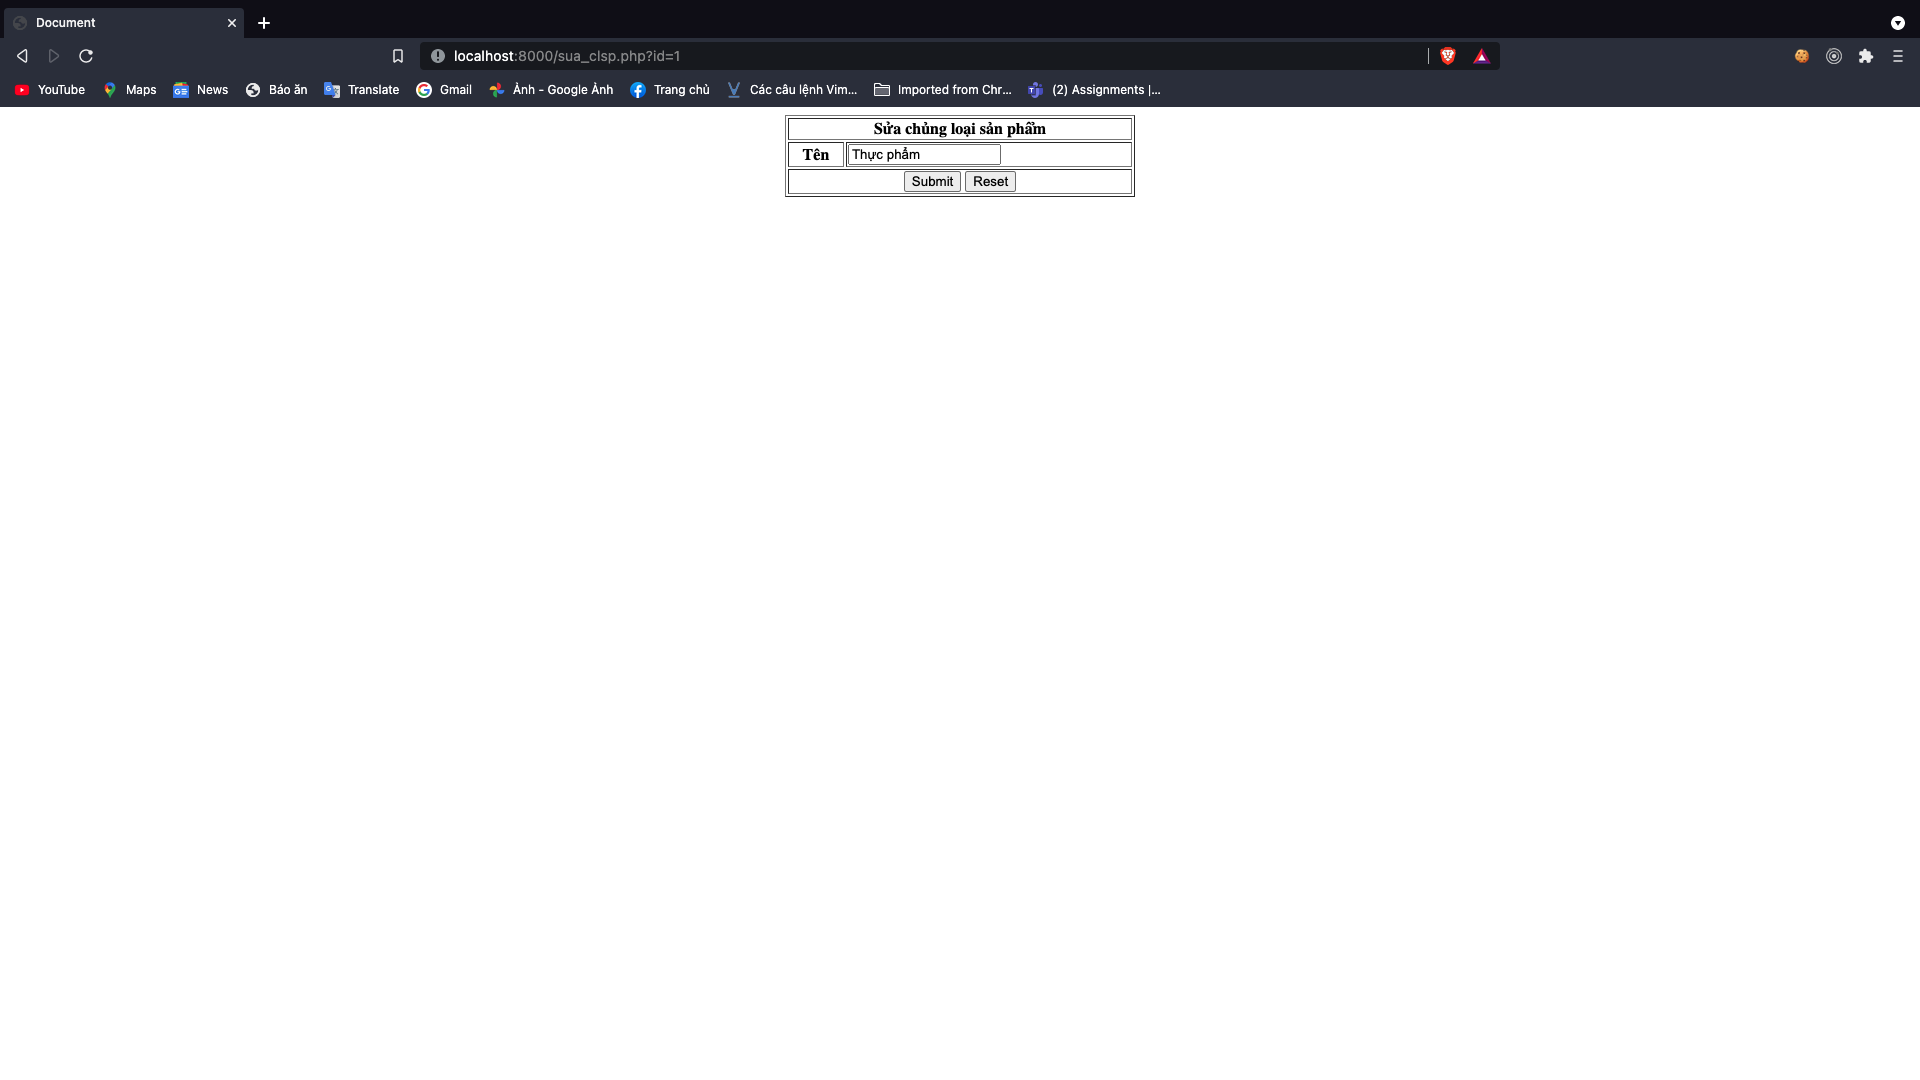 Document
localhost:8000/sua_clsp.php?id=1
YouTube Maps News Báo ăn Translate Gmail Ảnh - Google Ảnh Trang chủ Các câu lệnh Vim... Imported from Chr... (2) Assignments |...
Sửa chủng loại sản phẩm
Tên Thực phẩm
Submit Reset